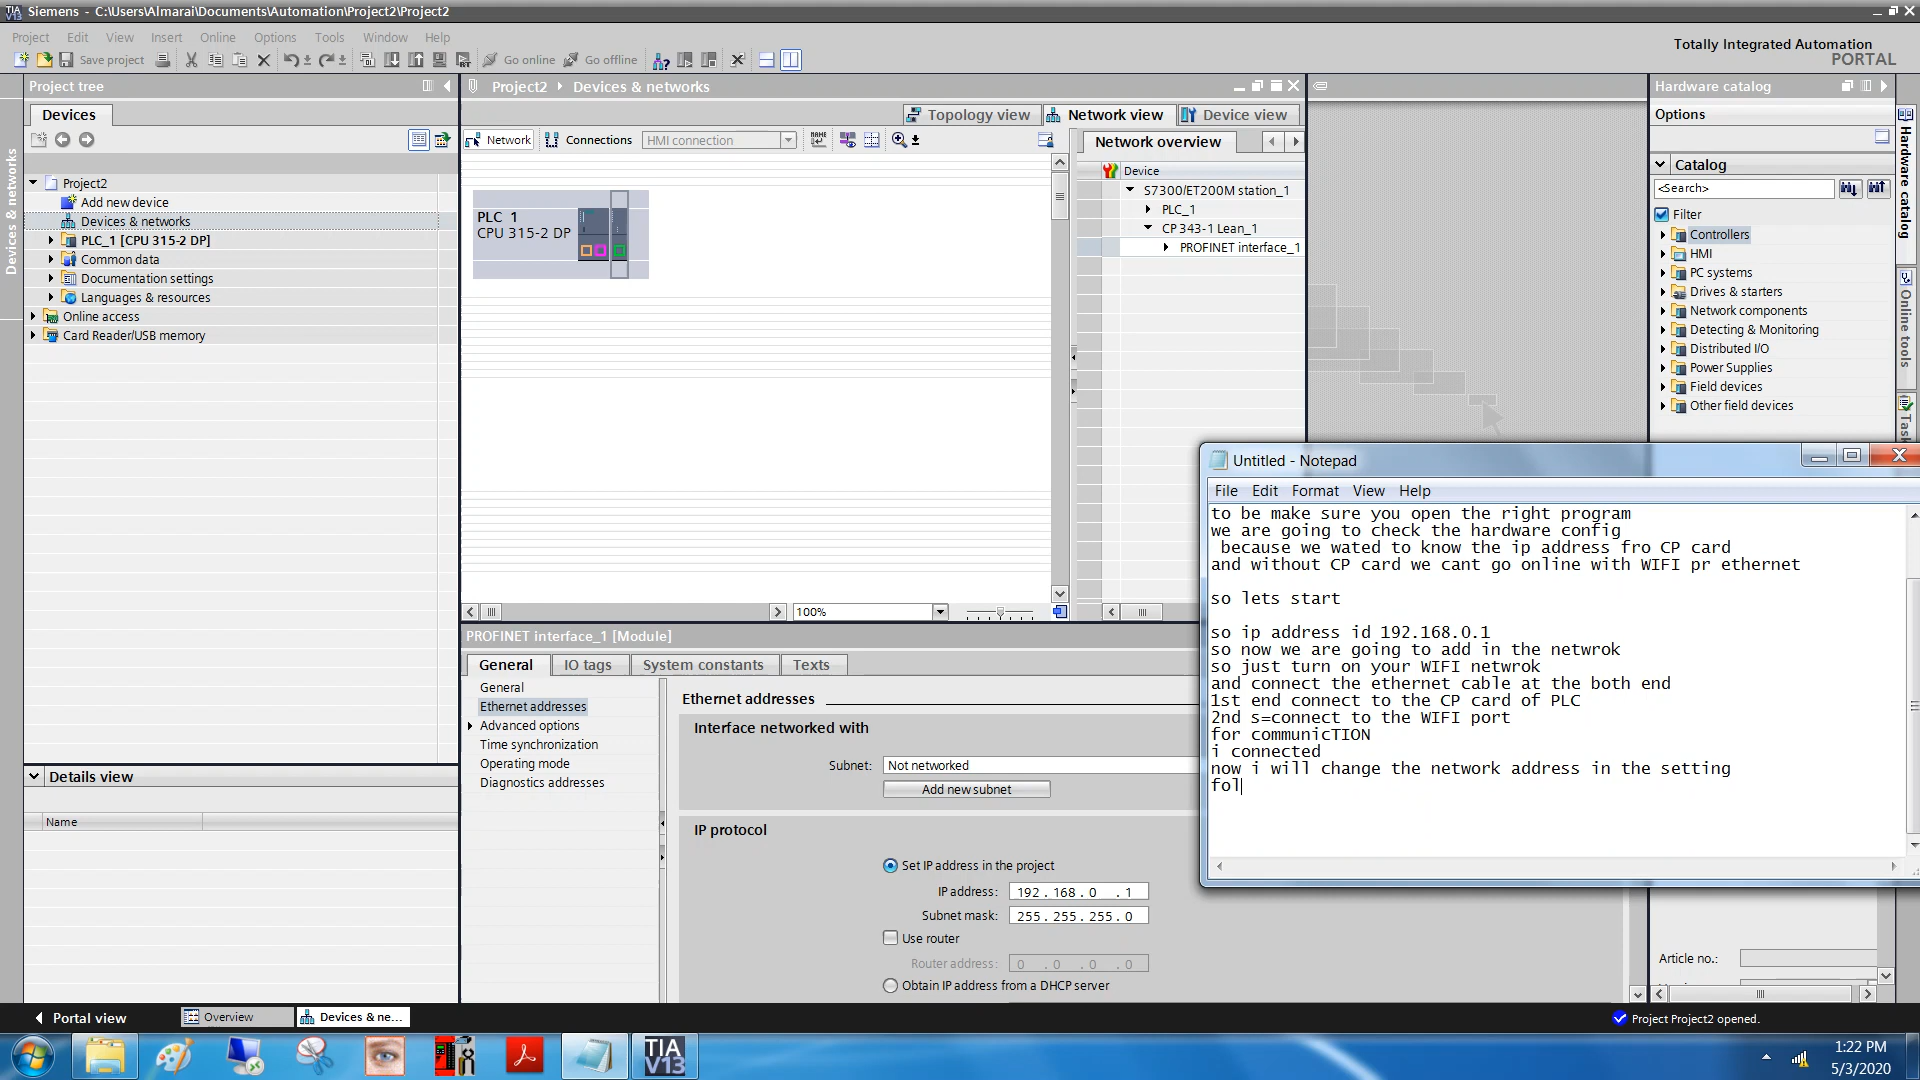 Siemens - C:\Users\Almarai\Documents\Automation\Project2\Project2
Project Edit View Insert Online Options Tools Window Help
Totally Integrated Automation
PORTAL
Save project
Go online
Go offline
Project tree
Devices
Devices & networks
Project2
Add new device
Devices & networks
PLC_1 [CPU 315-2 DP]
Common data
Documentation settings
Languages & resources
Online access
Card Reader/USB memory
Details view
Name
Project2 Devices & networks
Topology view
Network view
Device view
Network
Connections
HMI connection
PLC_1
CPU 315-2 DP
100%
Network overview
Device
S7300/ET200M station_1
PLC_1
CP 343-1 Lean_1
PROFINET interface_1
PROFINET interface_1 [Module]
General
IO tags
System constants
Texts
General
Ethernet addresses
Advanced options
Time synchronization
Operating mode
Diagnostics addresses
Ethernet addresses
Interface networked with
Subnet: Not networked
Add new subnet
IP protocol
Set IP address in the project
IP address: 192 . 168 . 0 . 1
Subnet mask: 255 . 255 . 255 . 0
Use router
Router address: 0 . 0 . 0 . 0
Obtain IP address from a DHCP server
Hardware catalog
Options
Catalog
<Search>
Filter
Controllers
HMI
PC systems
Drives & starters
Network components
Detecting & Monitoring
Distributed I/O
Power Supplies
Field devices
Other field devices
Article no.:
Hardware catalog
Online tools
Untitled - Notepad
File Edit Format View Help
to be make sure you open the right program
we are going to check the hardware config
because we wated to know the ip address fro CP card
and without CP card we cant go online with WIFI pr ethernet
so lets start
so ip address id 192.168.0.1
so now we are going to add in the netwrok
so just turn on your WIFI netwrok
and connect the ethernet cable at the both end
1st end connect to the CP card of PLC
2nd s=connect to the WIFI port
for communicTION
i connected
now i will change the network address in the setting
fol
Portal view
Overview
Devices & ne...
Project Project2 opened.
TIA
V13
1:22 PM
5/3/2020